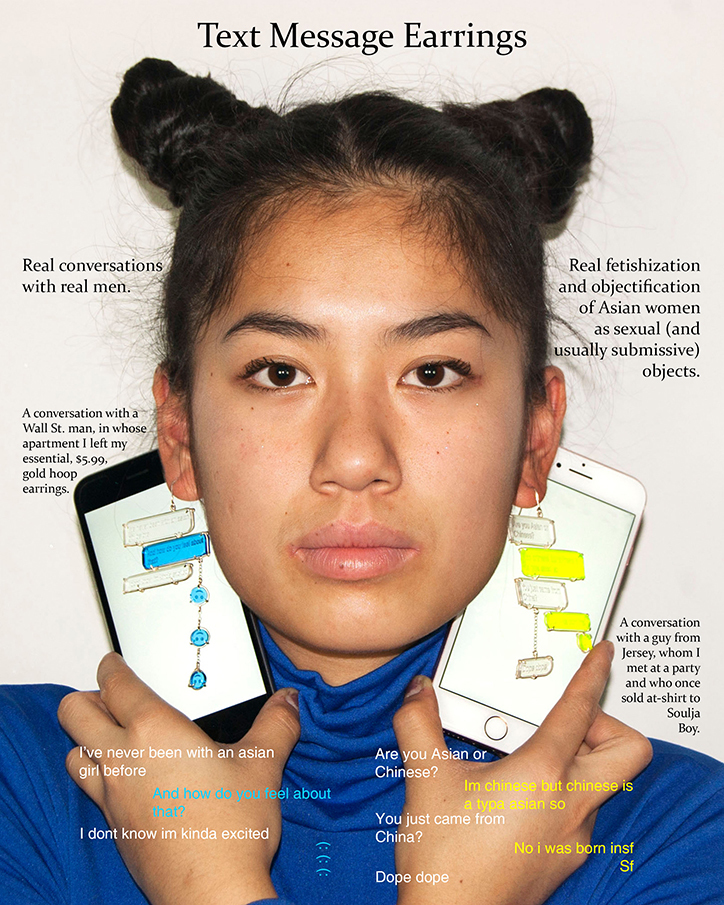 Text Message Earrings
Real conversations
with real men.
Real fetishization
and objectification
of Asian women
as sexual (and
usually submissive)
objects.
A conversation with a
Wall St. man, in whose
apartment I left my
essential, $5.99,
gold hoop
earrings.
A conversation
with a guy from
Jersey, whom I
met at a party
and who once
sold at-shirt to
Soulja
Boy.
I've never been with an asian
girl before
And how do you feel about
that?
I dont know im kinda excited
(:
(:
(:
Are you Asian or
Chinese?
Im chinese but chinese is
a typa asian so
You just came from
China?
No i was born insf
Sf
Dope dope